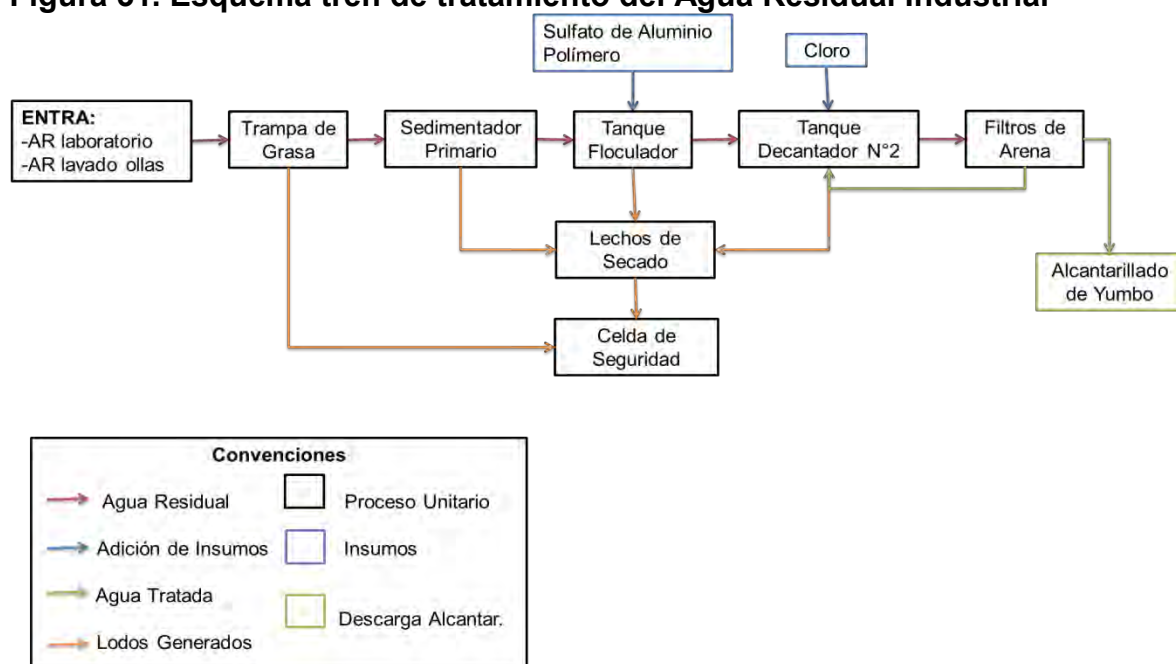 Figura 61. Esquema tren de tratamiento del Agua Residual Industrial
Sulfato de Aluminio
Polímero
Cloro
ENTRA:
-AR laboratorio
-AR lavado ollas
Trampa de
Grasa
Sedimentador
Primario
Tanque
Floculador
Tanque
Decantador N°2
Filtros de
Arena
Lechos de
Secado
Alcantarillado
de Yumbo
Celda de
Seguridad
Convenciones
Agua Residual
Proceso Unitario
Adición de Insumos
Insumos
Agua Tratada
Descarga Alcantar.
Lodos Generados